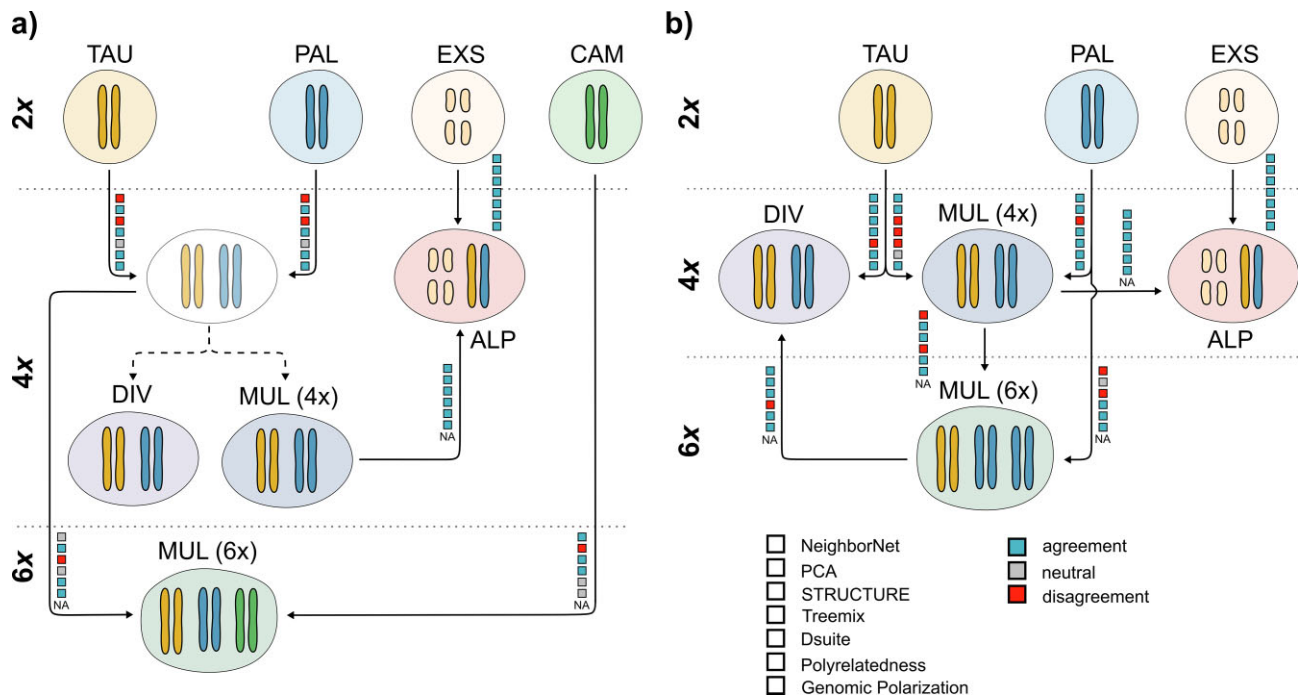 a)
TAU PAL EXS CAM
2x
4x
ALP
DIV MUL (4x)
NA
6x
MUL (6x)
NA NA
b)
TAU PAL EXS
2x
DIV MUL (4x)
4x
NA
ALP
NA NA NA
MUL (6x)
6x
NeighborNet
PCA
STRUCTURE
Treemix
Dsuite
Polyrelatedness
Genomic Polarization
agreement
neutral
disagreement